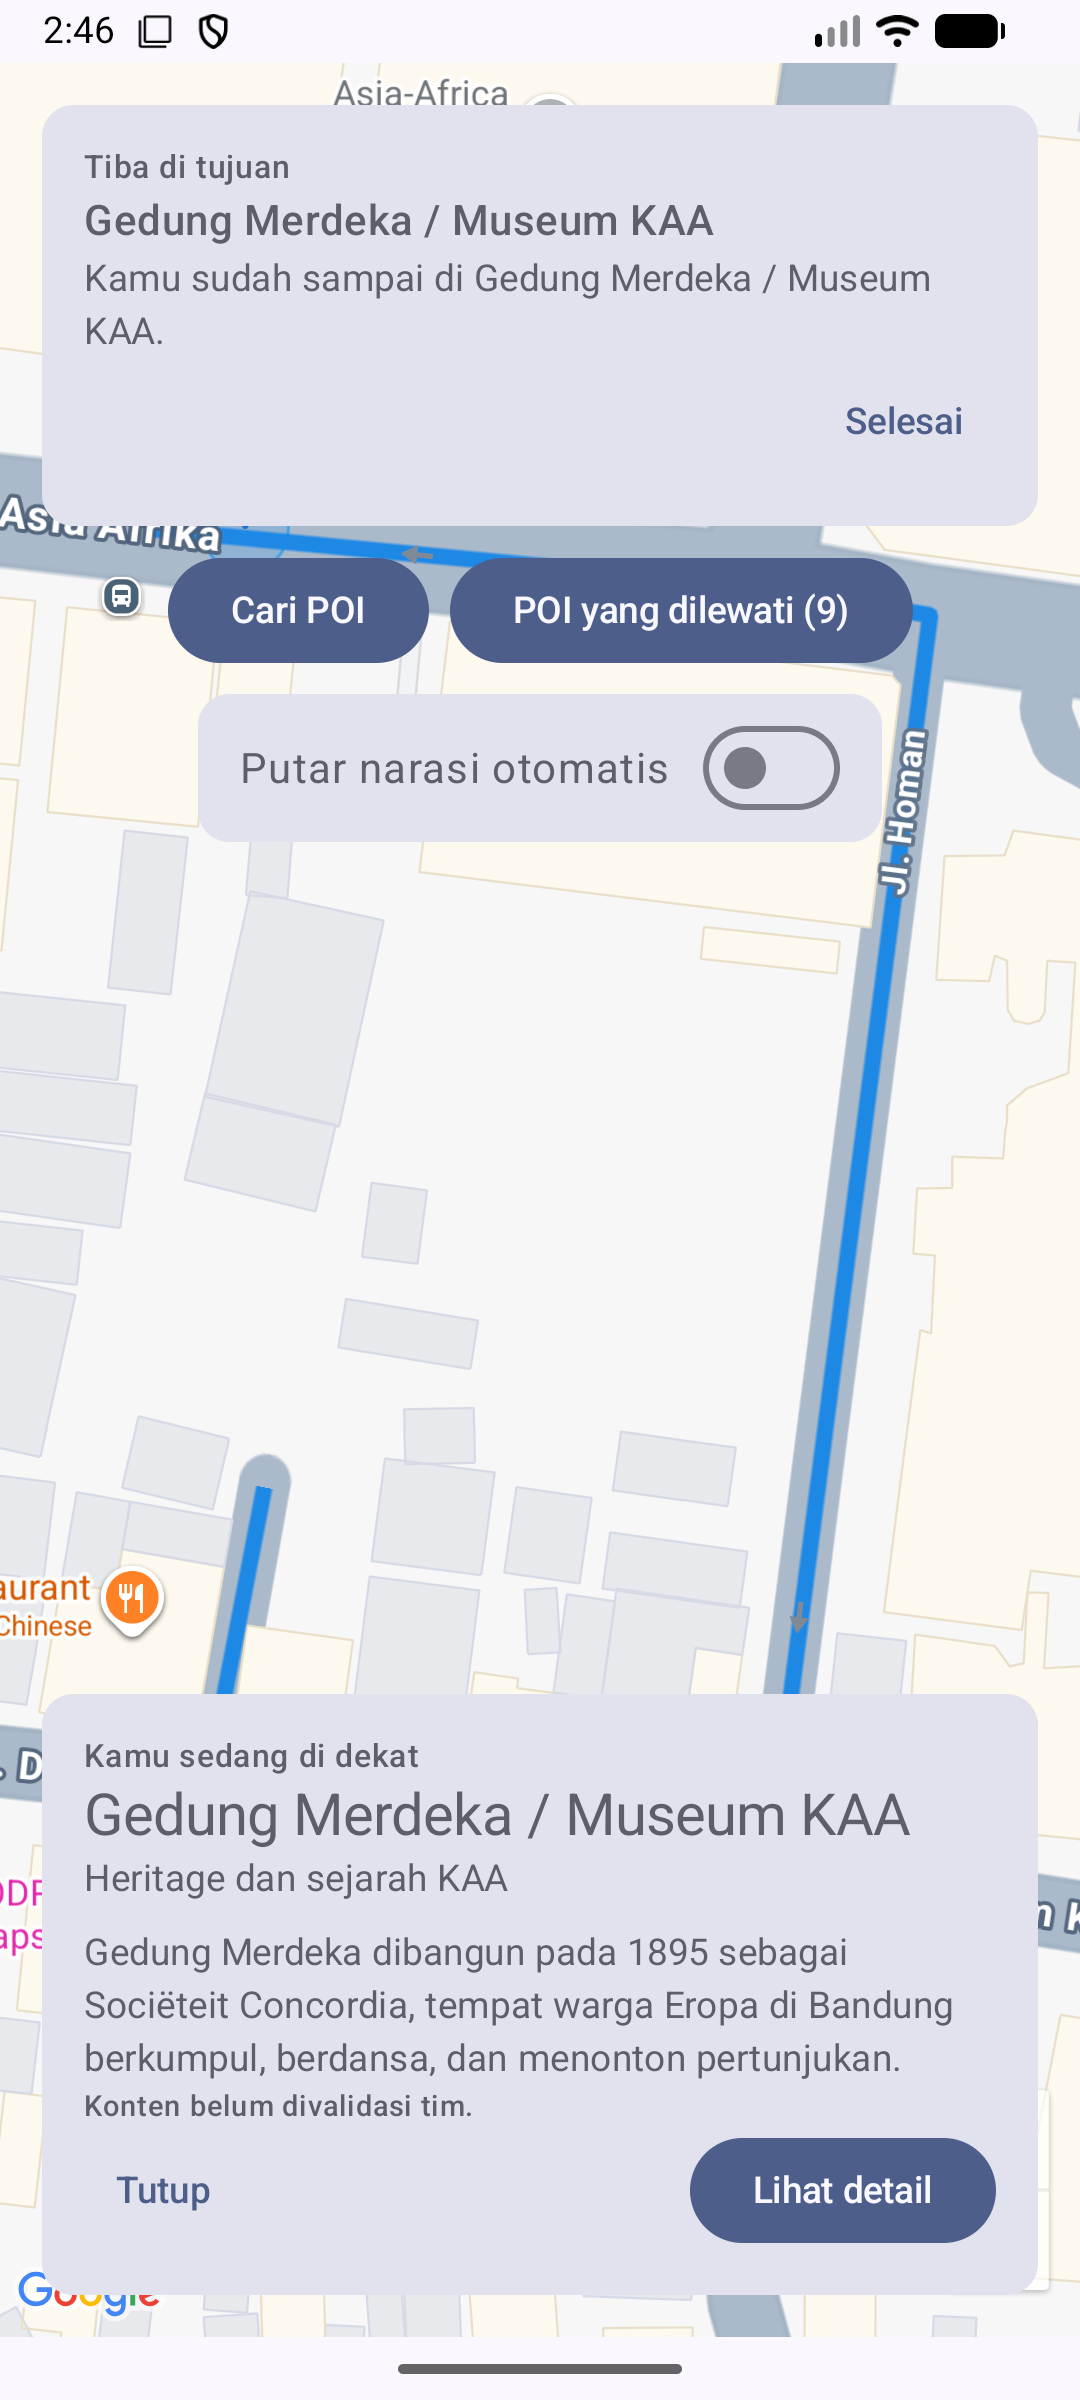 2:46
Asia-Africa
Tiba di tujuan
Gedung Merdeka / Museum KAA
Kamu sudah sampai di Gedung Merdeka / Museum
KAA.
Selesai
Asia Afrika
Cari POI
POI yang dilewati (9)
Putar narasi otomatis
Jl. Homan
aurant
Chinese
Kamu sedang di dekat
Gedung Merdeka / Museum KAA
Heritage dan sejarah KAA
Gedung Merdeka dibangun pada 1895 sebagai
Sociëteit Concordia, tempat warga Eropa di Bandung
berkumpul, berdansa, dan menonton pertunjukan.
Konten belum divalidasi tim.
Tutup
Lihat detail
Google